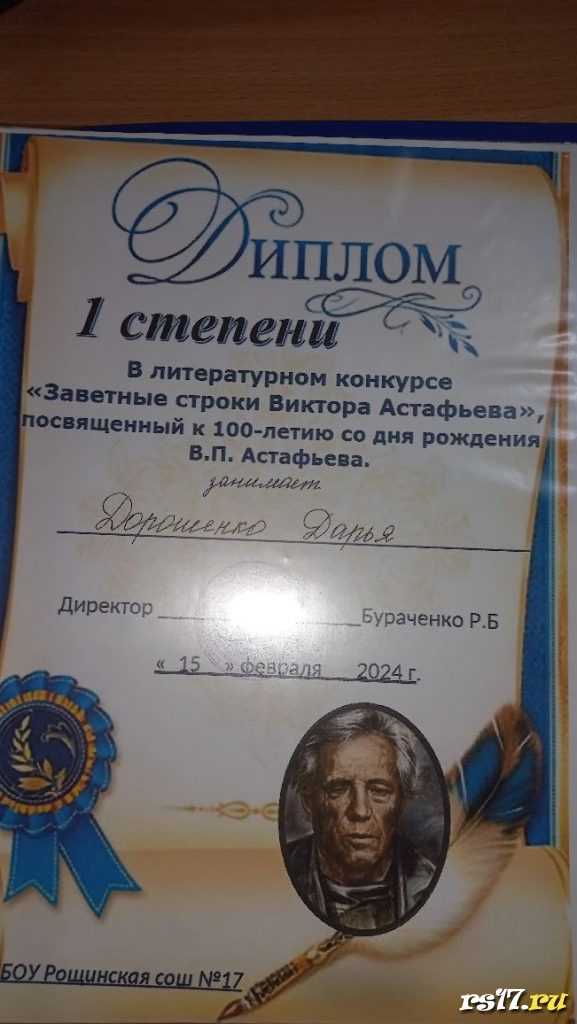 Диплом
1 степени
В литературном конкурсе
«Заветные строки Виктора Астафьева»,
посвященный к 100-летию со дня рождения
В.П. Астафьева.
занимает
Дорошенко Дарья
Директор Бураченко Р.Б
« 15 » февраля 2024 г.
БОУ Рощинская сош №17
rs17.ru